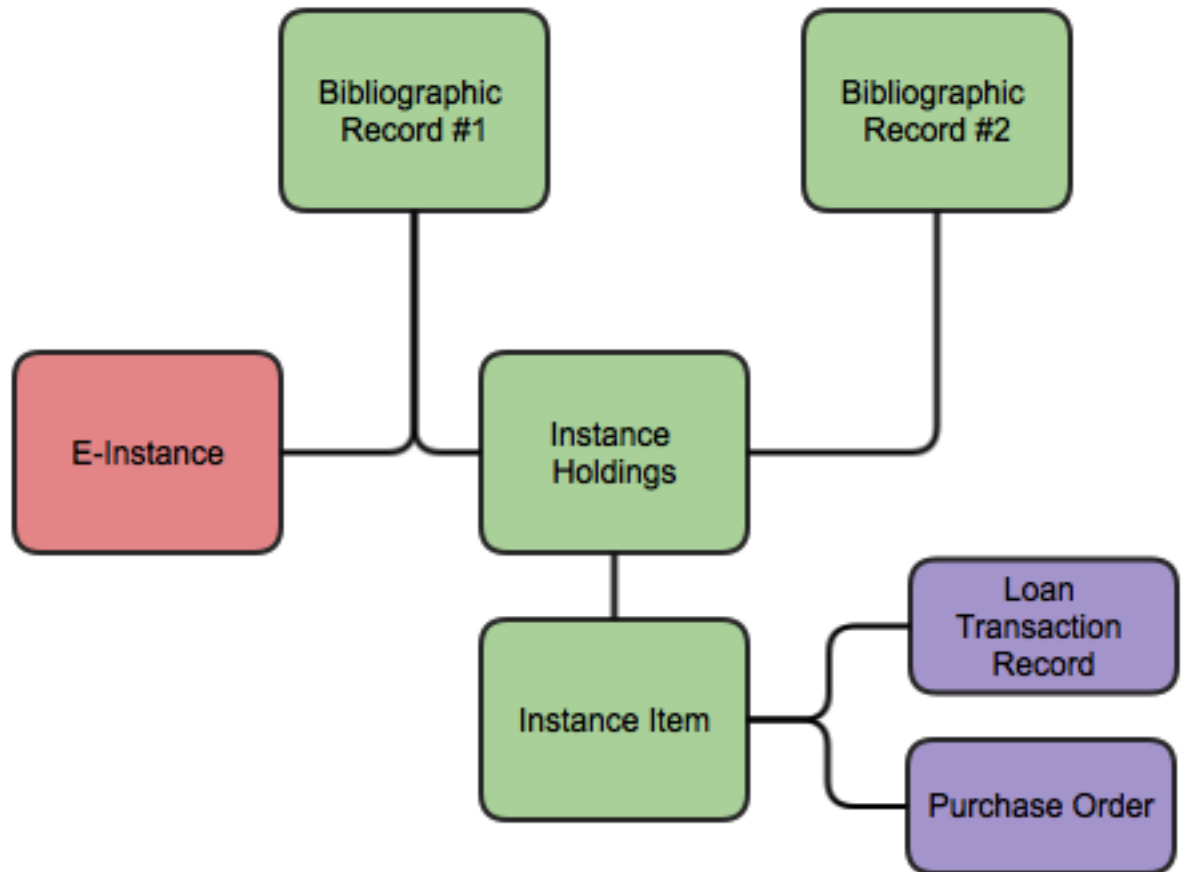 Bibliographic
Record #1
Bibliographic
Record #2
E-Instance
Instance
Holdings
Instance Item
Loan
Transaction
Record
Purchase Order